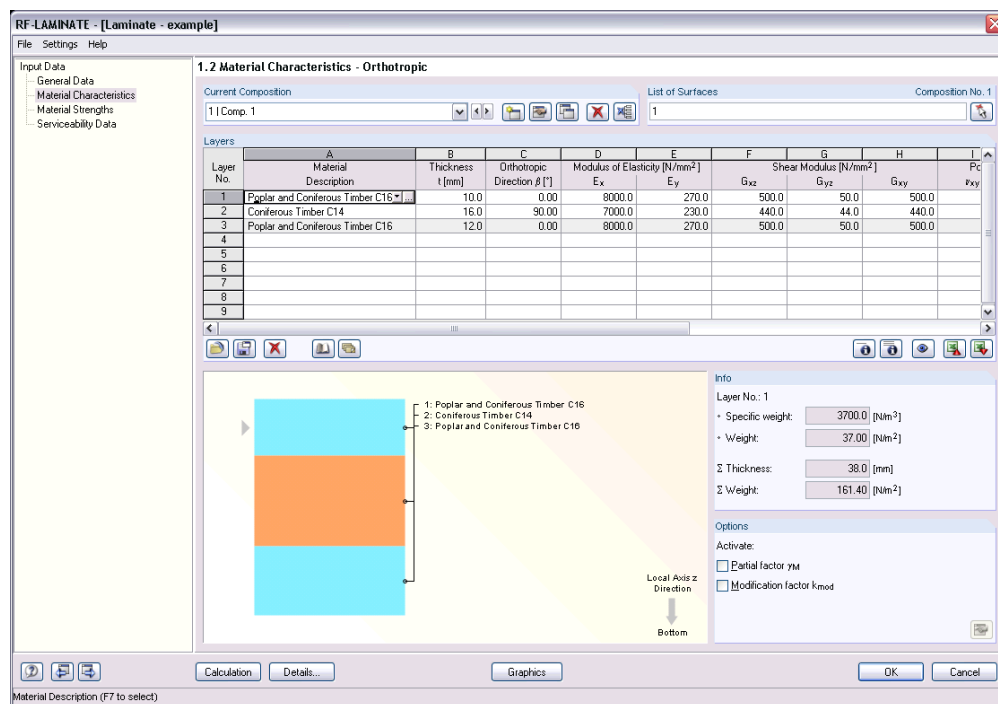 RF-LAMINATE - [Laminate - example]
File Settings Help
Input Data
General Data
Material Characteristics
Material Strengths
Serviceability Data
1.2 Material Characteristics - Orthotropic
Current Composition
List of Surfaces
Composition No. 1
1 | Comp. 1
1
Layers
A B C D E F G H I
Layer No. Material Description Thickness t [mm] Orthotropic Direction β [°] Modulus of Elasticity [N/mm²] Ex Ey Shear Modulus [N/mm²] Gxz Gyz Gxy Po νxy
1 Poplar and Coniferous Timber C16 ... 10.0 0.00 8000.0 270.0 500.0 50.0 500.0
2 Coniferous Timber C14 16.0 90.00 7000.0 230.0 440.0 44.0 440.0
3 Poplar and Coniferous Timber C16 12.0 0.00 8000.0 270.0 500.0 50.0 500.0
4
5
6
7
8
9
1: Poplar and Coniferous Timber C16
2: Coniferous Timber C14
3: Poplar and Coniferous Timber C16
Local Axis z
Direction
Bottom
Info
Layer No.: 1
• Specific weight: 3700.0 [N/m³]
• Weight: 37.00 [N/m²]
Σ Thickness: 38.0 [mm]
Σ Weight: 161.40 [N/m²]
Options
Activate:
Partial factor γM
Modification factor kmod
Calculation
Details...
Graphics
OK
Cancel
Material Description (F7 to select)